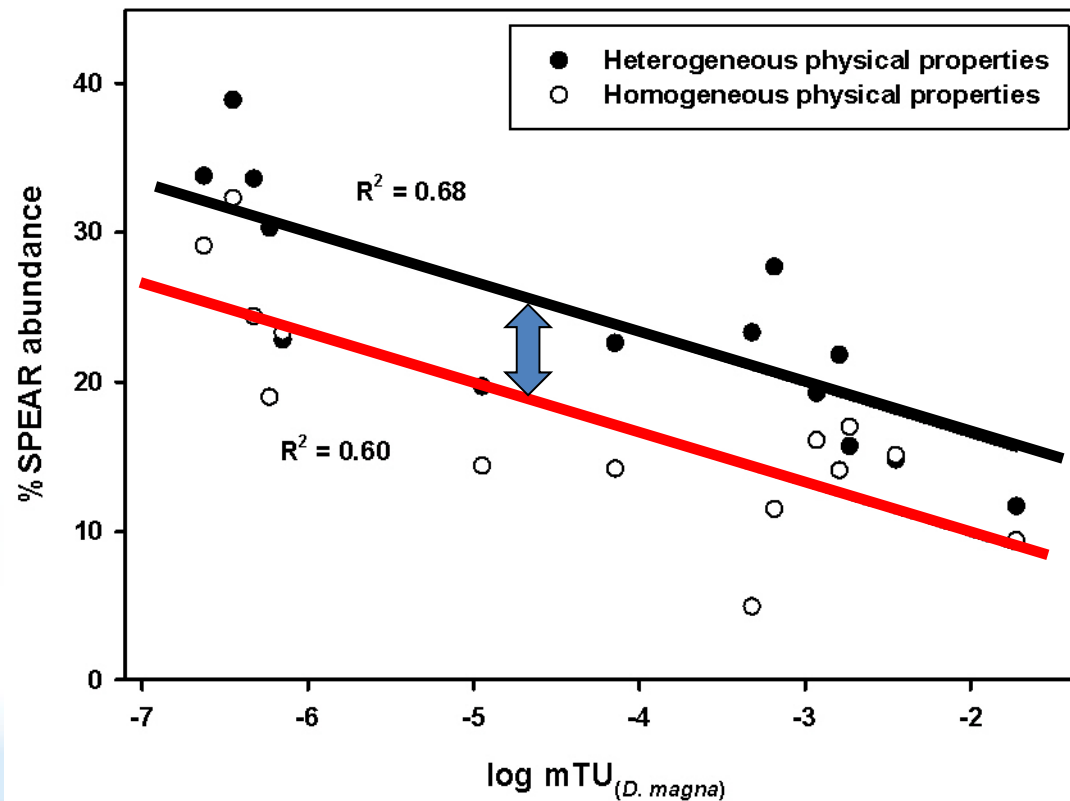 Heterogeneous physical properties
Homogeneous physical properties
40
30
20
10
0
% SPEAR abundance
R² = 0.68
R² = 0.60
-7 -6 -5 -4 -3 -2
log mTU(D. magna)